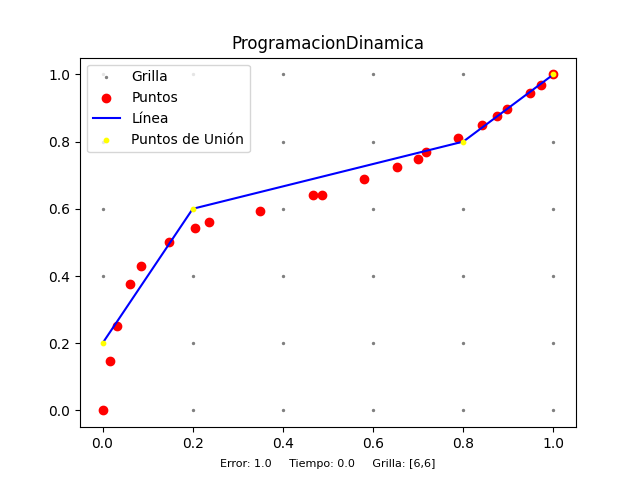 ProgramacionDinamica
1.0
0.8
0.6
0.4
0.2
0.0
Grilla
Puntos
Línea
Puntos de Unión
0.0 0.2 0.4 0.6 0.8 1.0
Error: 1.0 Tiempo: 0.0 Grilla: [6,6]